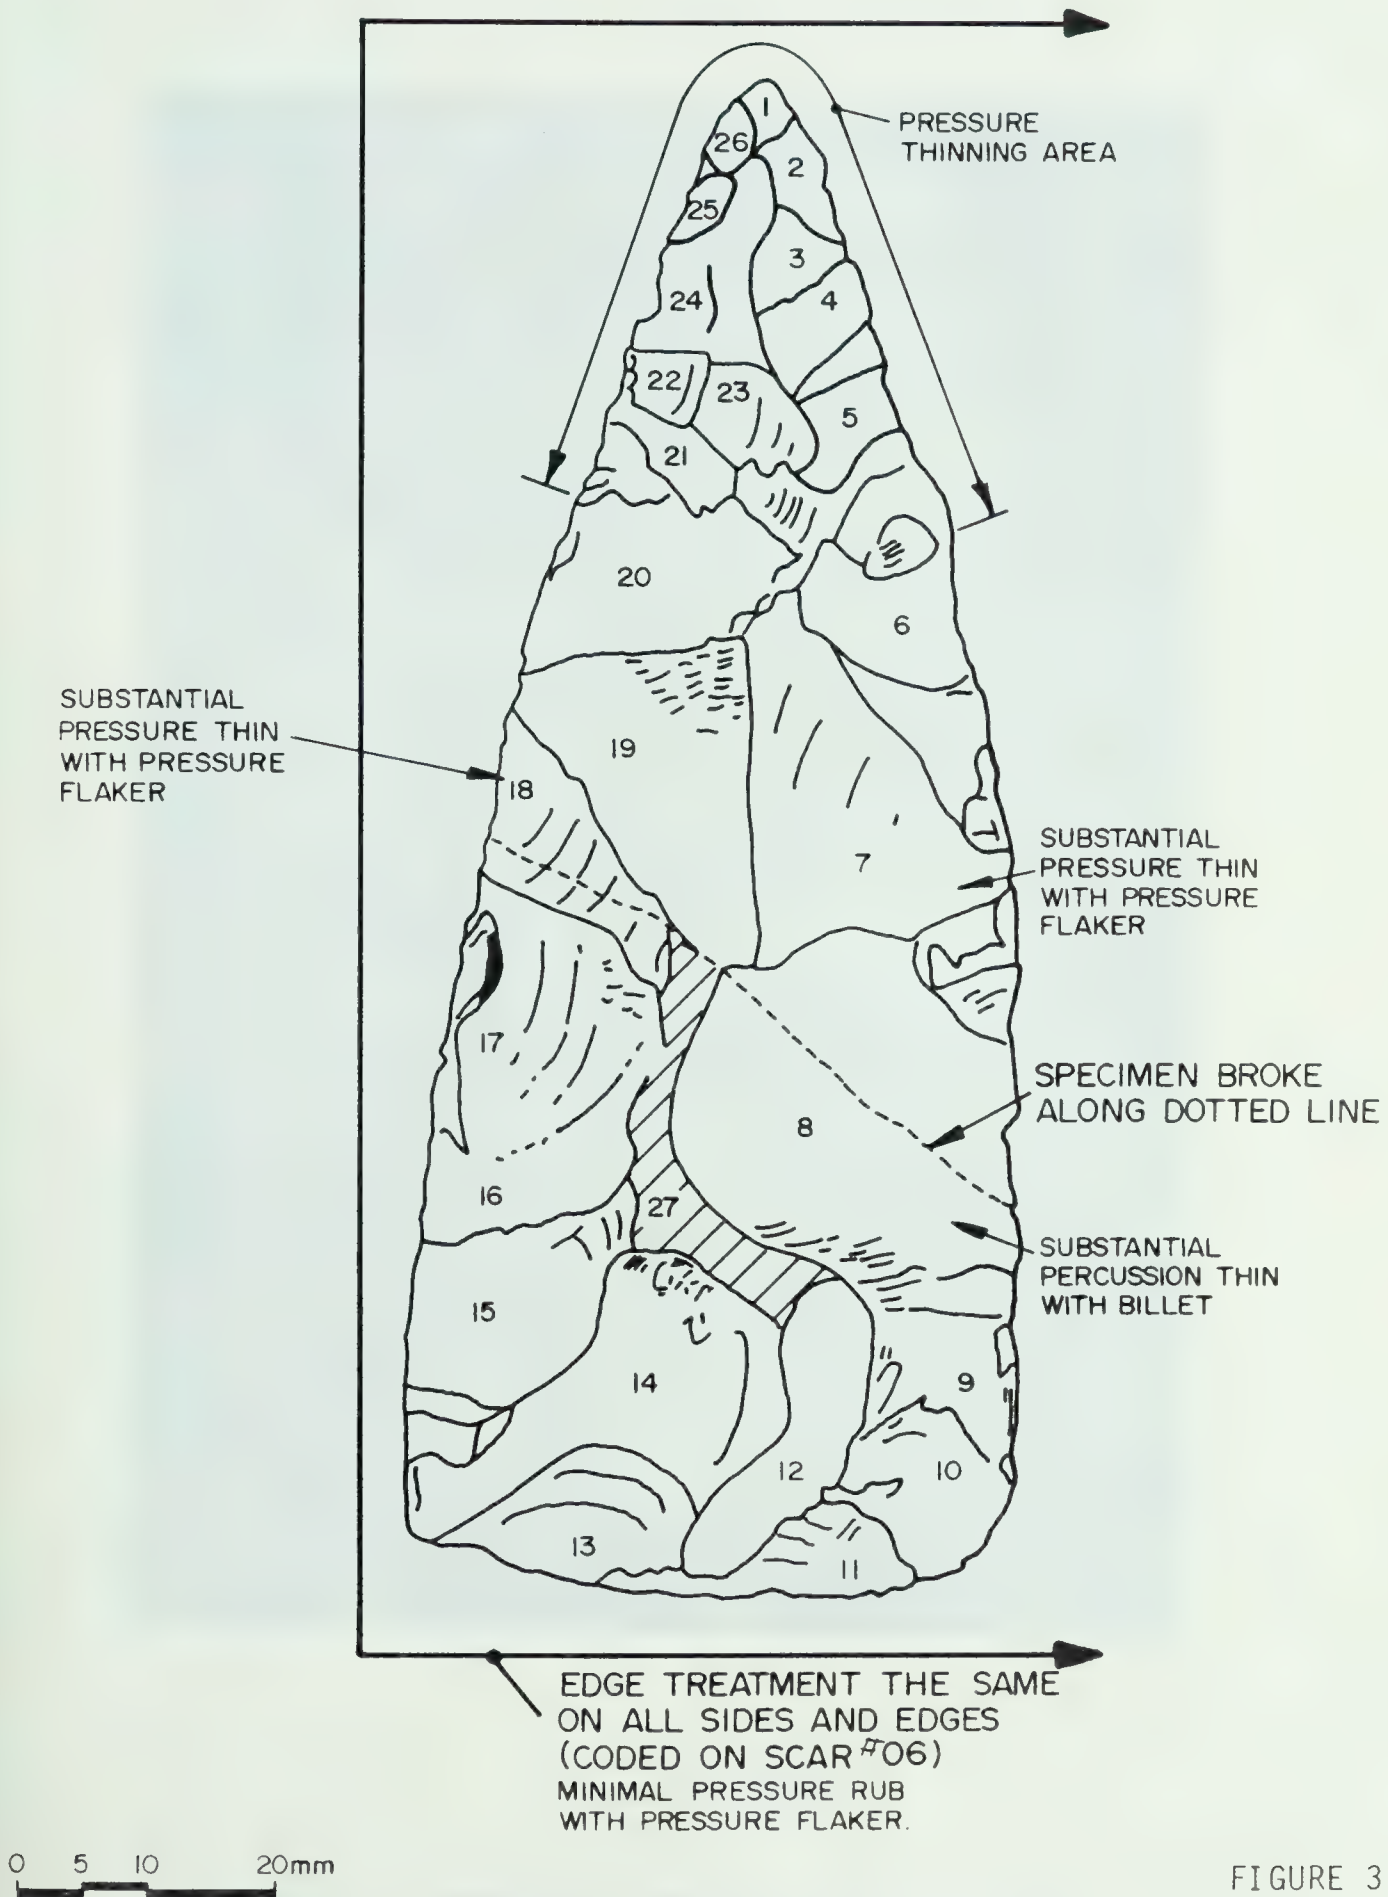 PRESSURE
THINNING AREA
1
26
2
25
3
24
4
22
23
5
21
20
6
SUBSTANTIAL
PRESSURE THIN
WITH PRESSURE
FLAKER
19
18
SUBSTANTIAL
PRESSURE THIN
WITH PRESSURE
FLAKER
7
17
SPECIMEN BROKE
ALONG DOTTED LINE
8
16
27
SUBSTANTIAL
PERCUSSION THIN
WITH BILLET
15
14
9
12
10
13
11
EDGE TREATMENT THE SAME
ON ALL SIDES AND EDGES
(CODED ON SCAR #06)
MINIMAL PRESSURE RUB
WITH PRESSURE FLAKER.
0 5 10 20mm
FIGURE 3